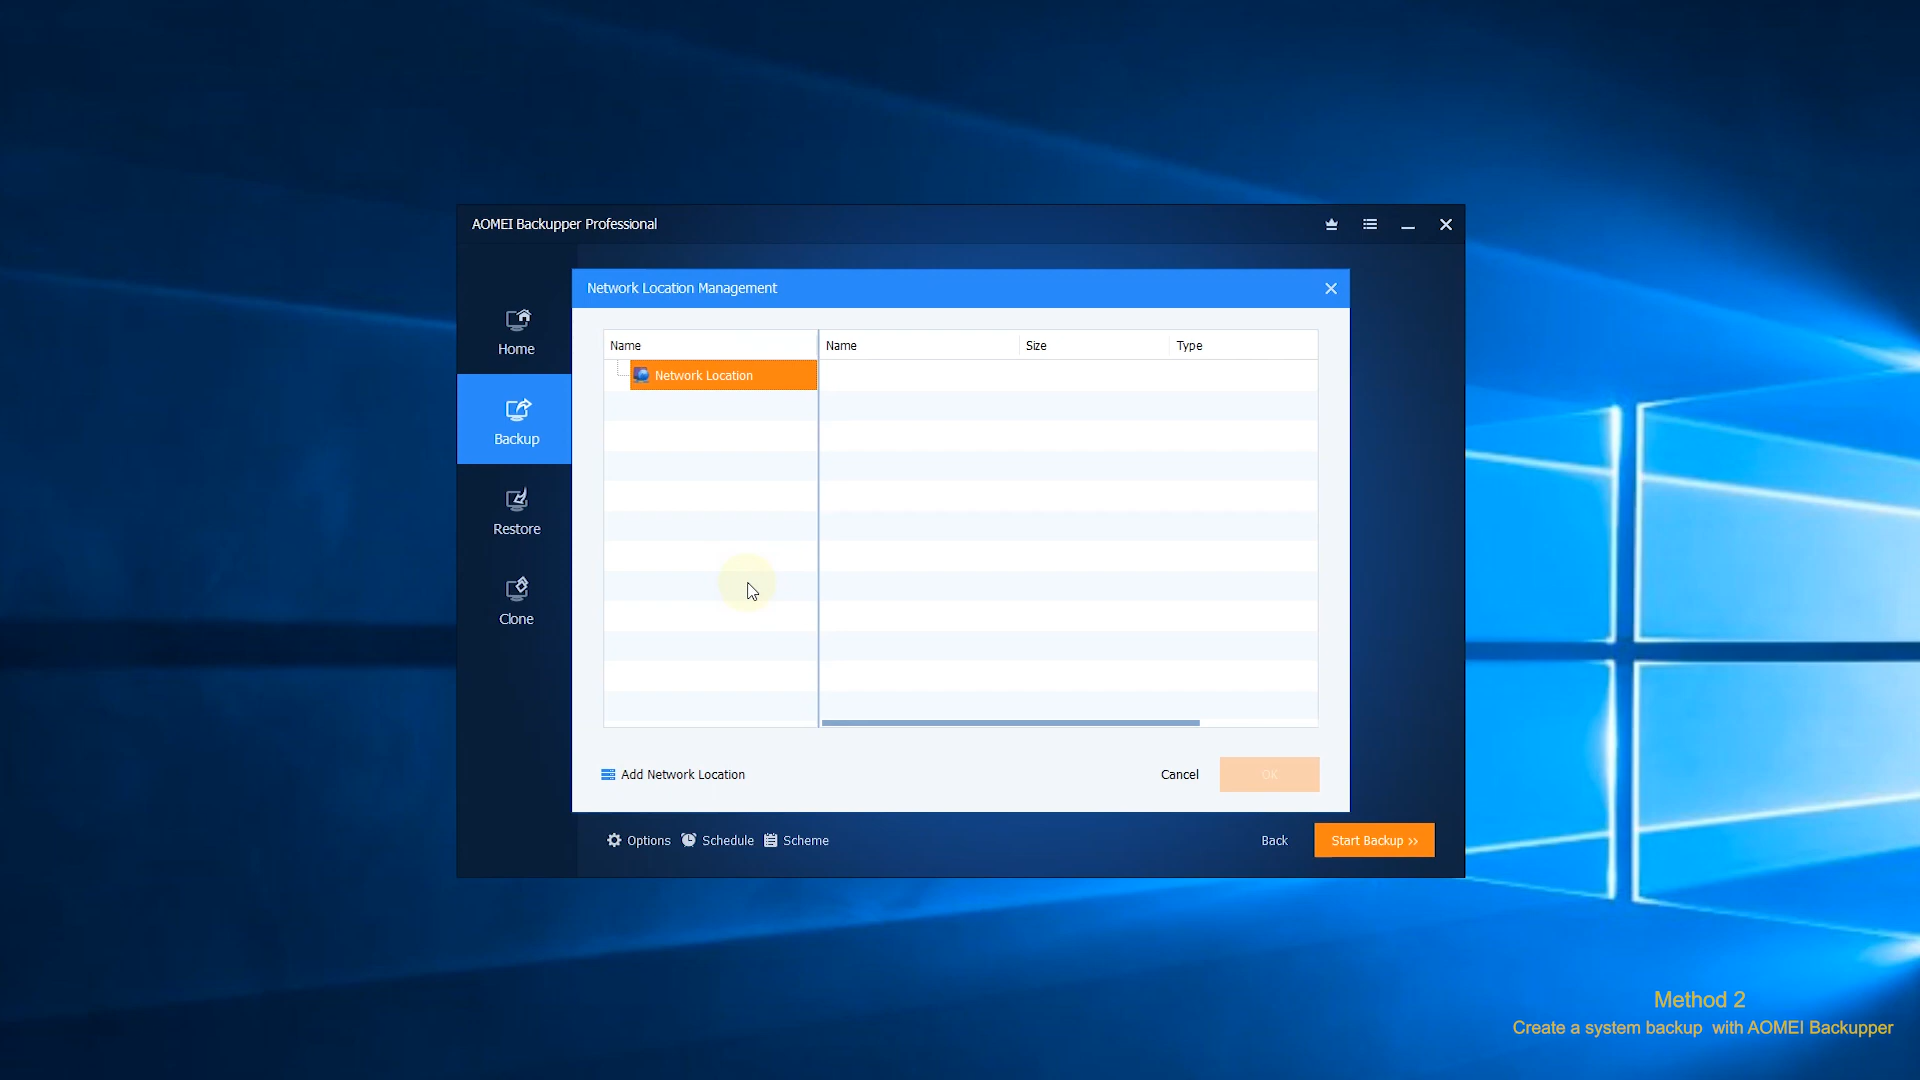 AOMEI Backupper Professional
Network Location Management
Home
Backup
Restore
Clone
Name
Name
Size
Type
Network Location
Add Network Location
Cancel
OK
Options
Schedule
Scheme
Back
Start Backup >>
Method 2
Create a system backup with AOMEI Backupper